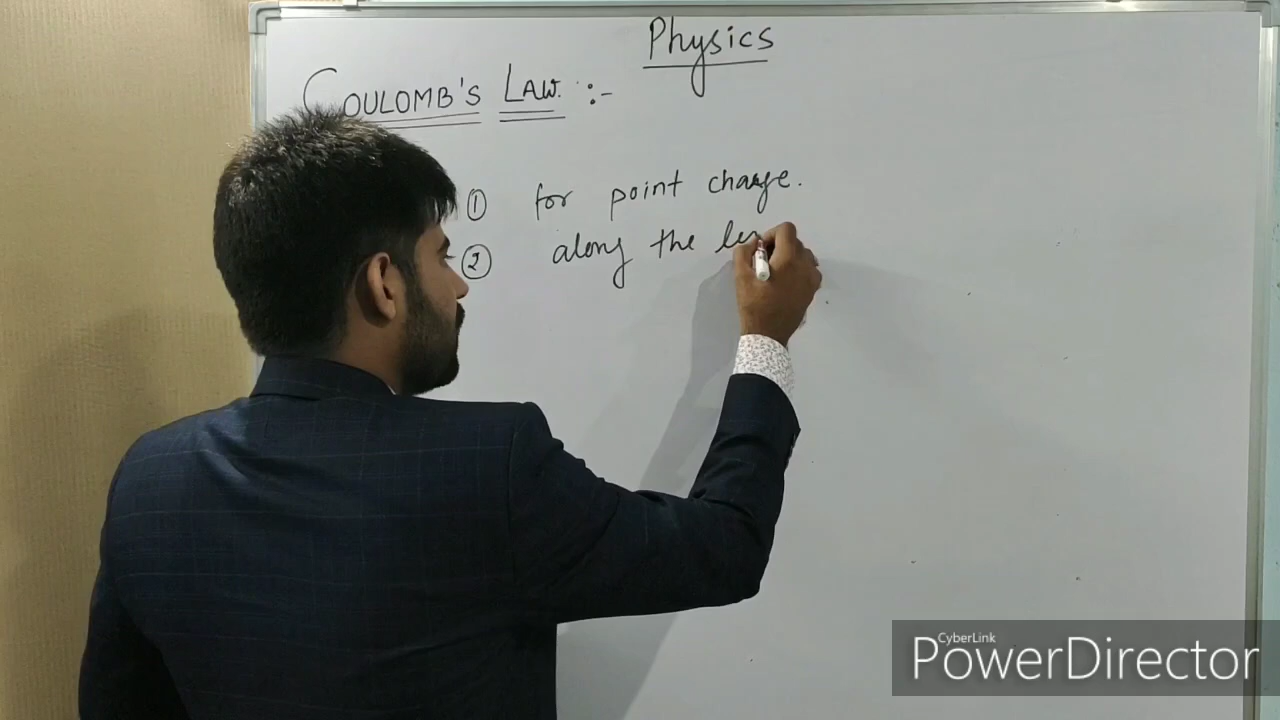 Physics
COULOMB'S LAW. :-
① for point charge.
② along the
CyberLink
PowerDirector